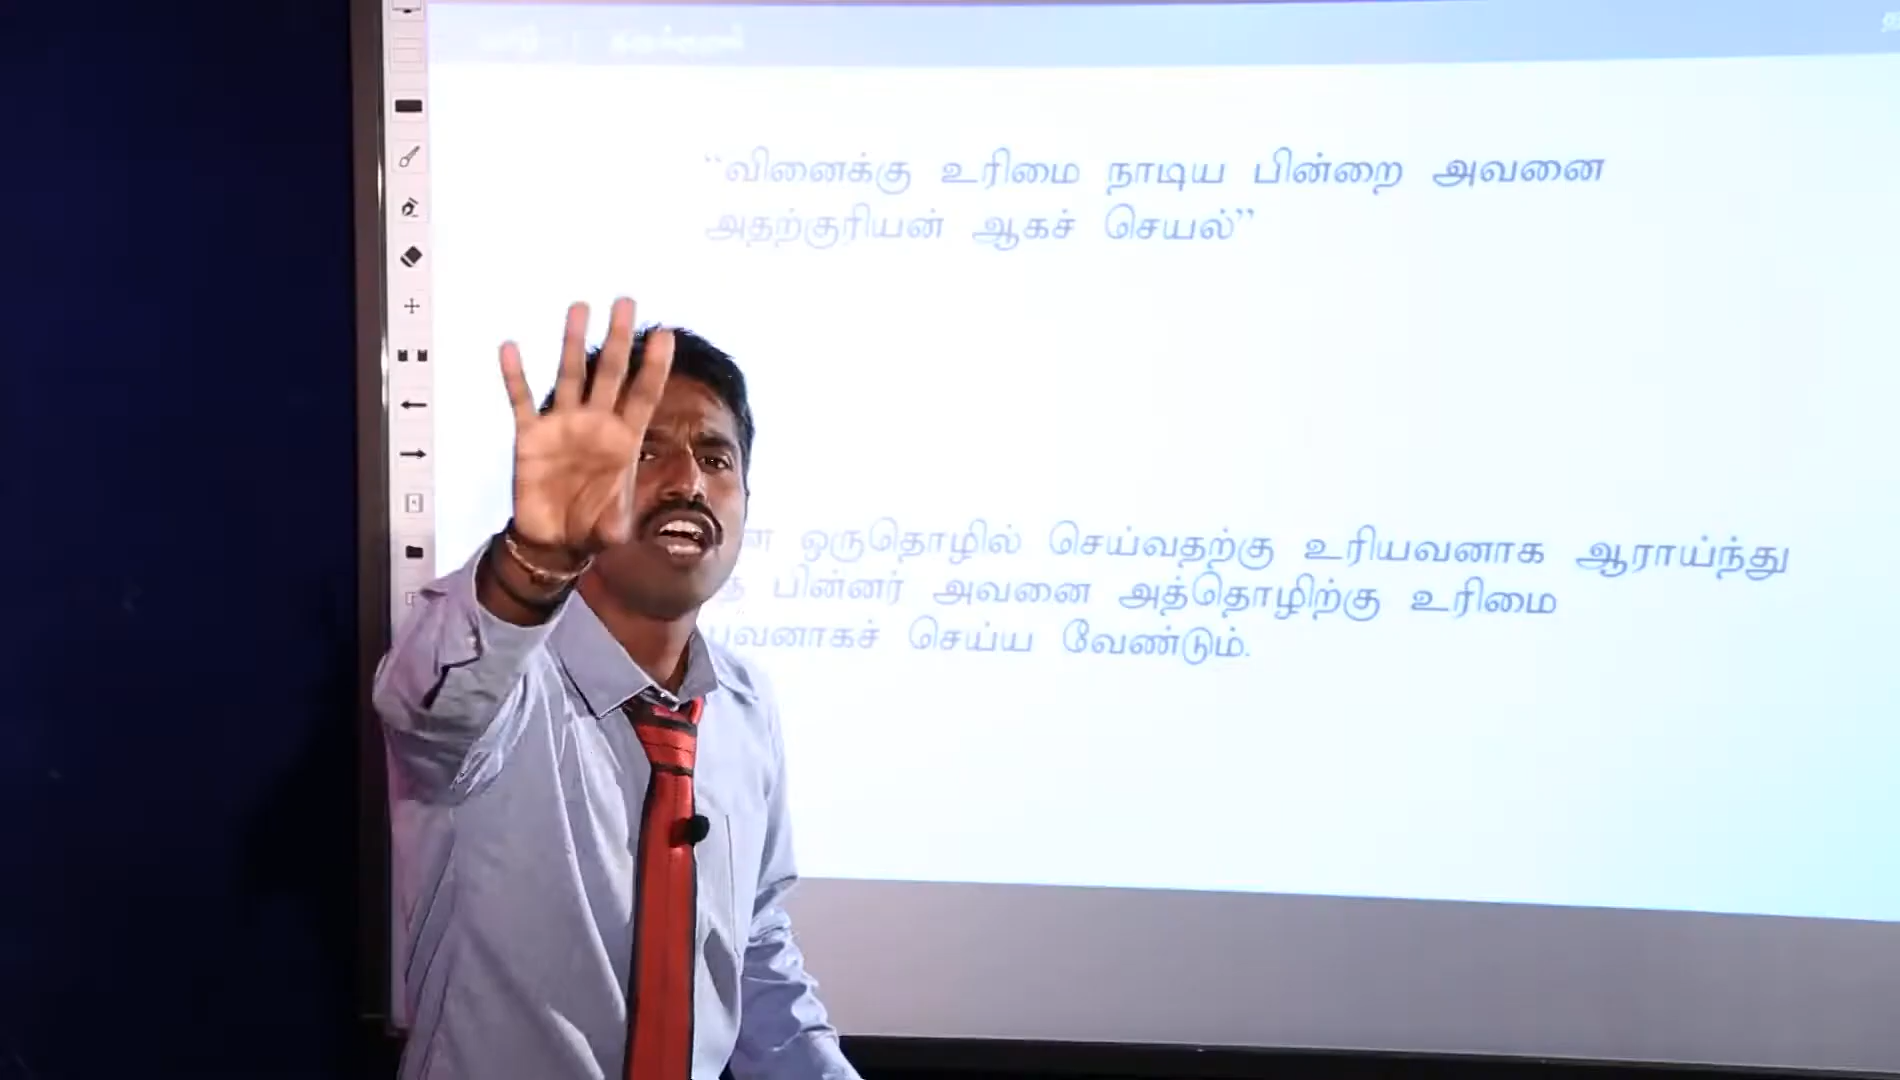 “வினைக்கு உரிமை நாடிய பின்றை அவனை
அதற்குரியன் ஆகச் செயல்”
ஒருதொழில் செய்வதற்கு உரியவனாக ஆராய்ந்து
பின்னர் அவனை அத்தொழிற்கு உரிமை
செய்ய வேண்டும்.